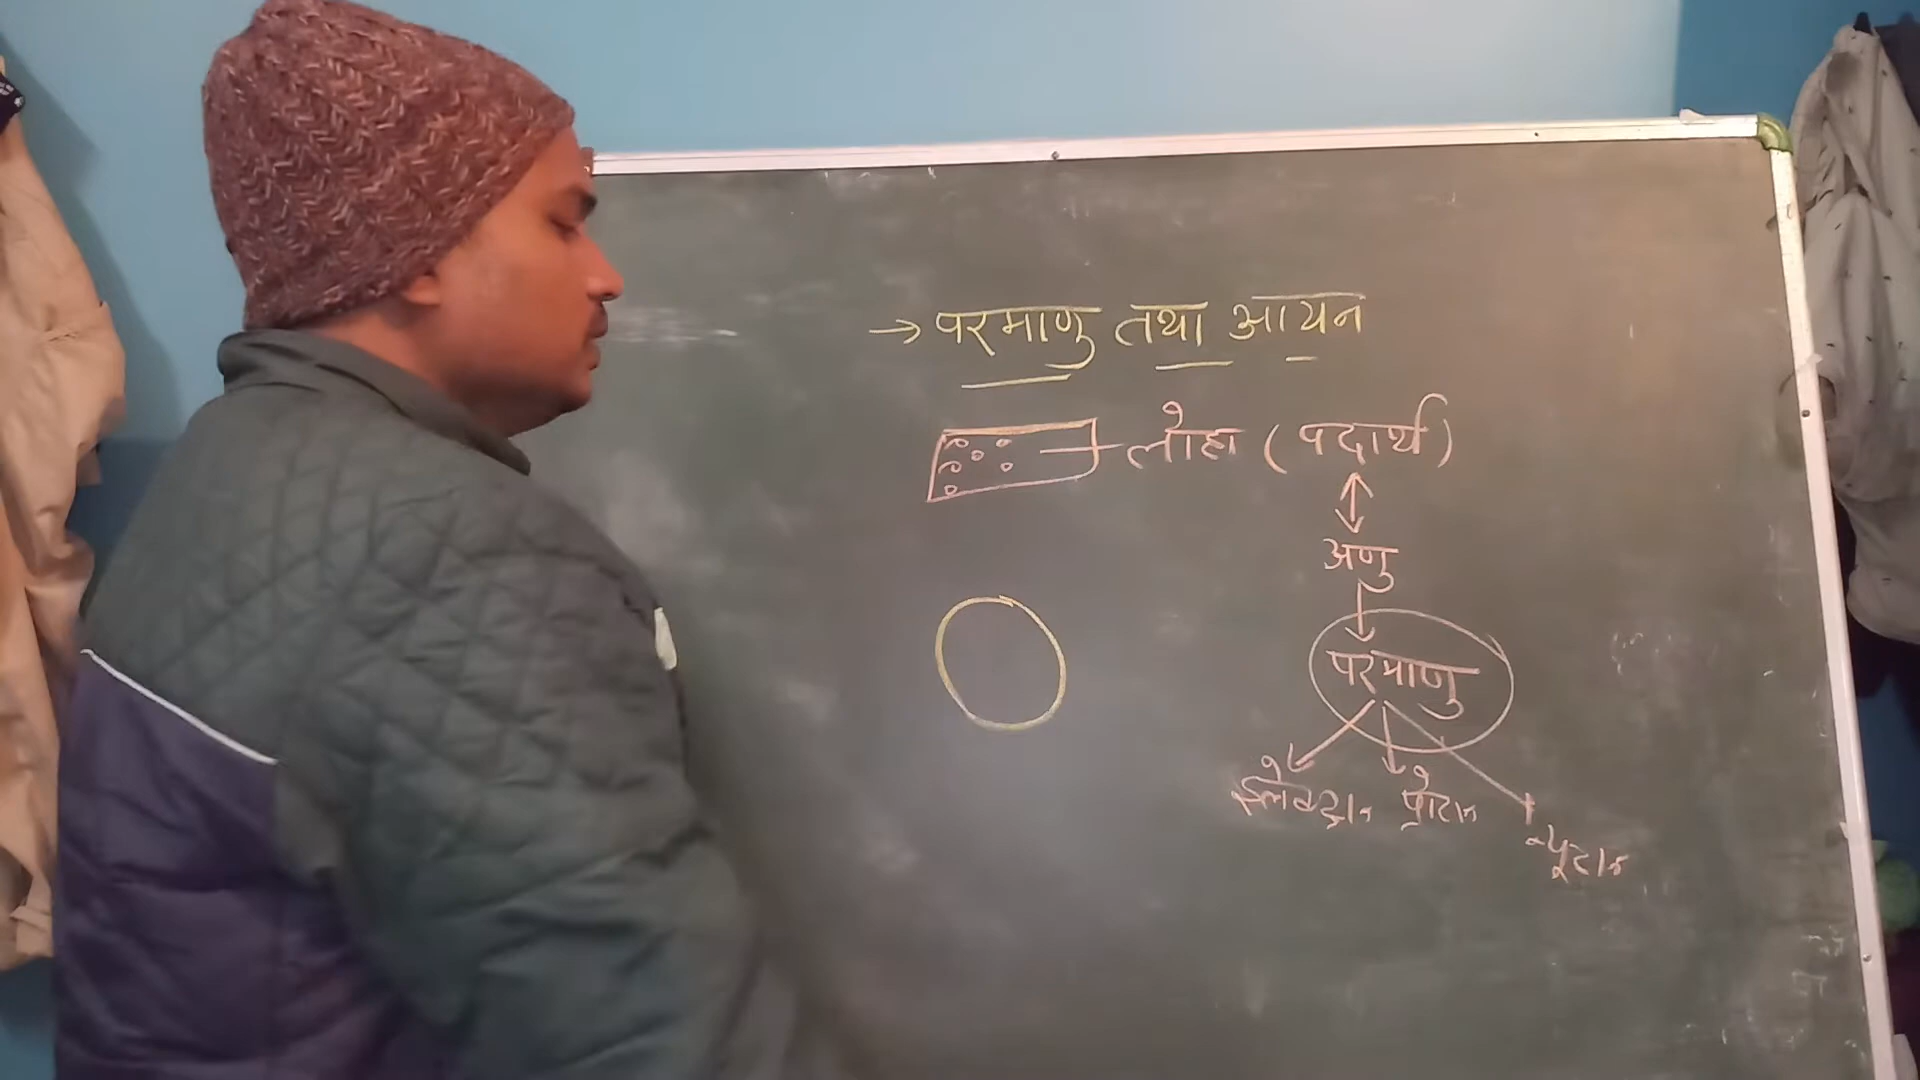 → परमाणु तथा आयन
लोहा ( पदार्थ )
अणु
परमाणु
इलेक्ट्रान प्रोटान
न्यूट्रान